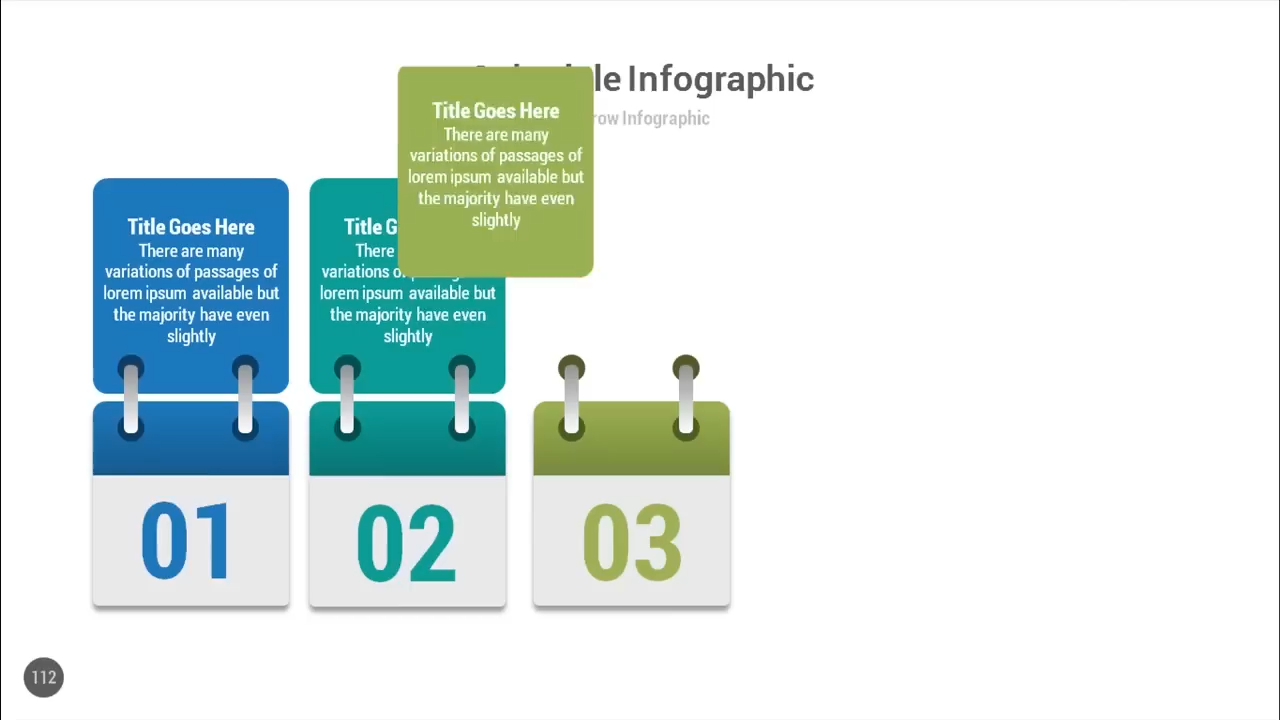 Infographic
row Infographic
Title Goes Here
There are many
variations of passages of
lorem ipsum available but
the majority have even
slightly
Title Goes Here
There are many
variations of passages of
lorem ipsum available but
the majority have even
slightly
Title G
There
variations
lorem ipsum available but
the majority have even
slightly
01
02
03
112